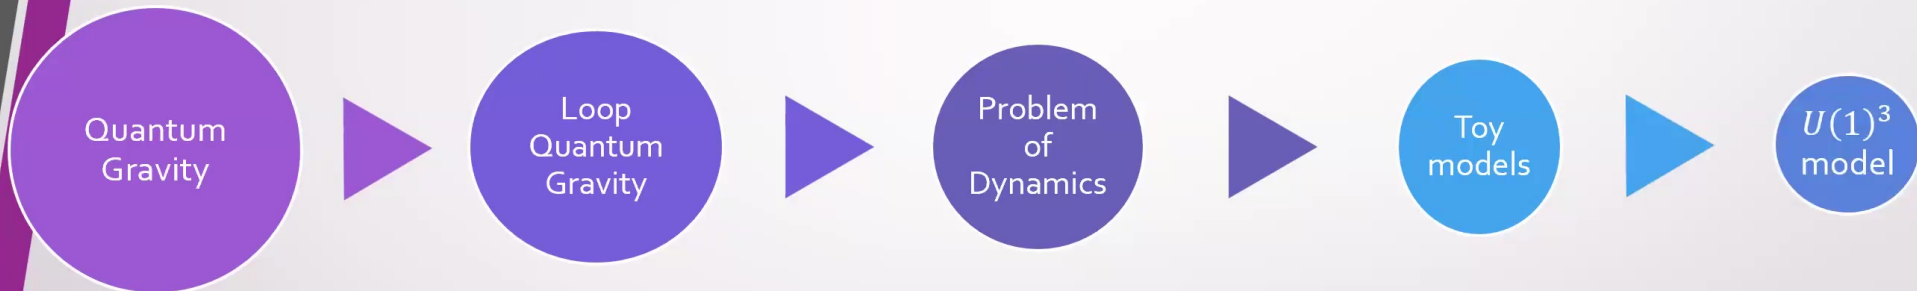 Quantum
Gravity
Loop
Quantum
Gravity
Problem
of
Dynamics
Toy
models
U(1)³
model